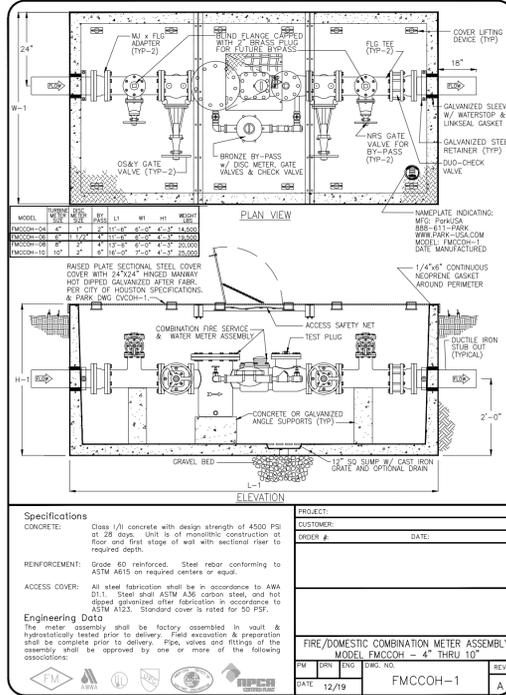 24"
W-1
MJ x FLG
ADAPTER
(TYP-2)
BLIND FLANGE CAPPED
WITH 2" BRASS PLUG
FOR FUTURE BYPASS
FLG TEE
(TYP-2)
COVER LIFTING
DEVICE (TYP)
18"
FLOW
FLOW
GALVANIZED SLEEVE
W/ WATERSTOP &
LINKSEAL GASKET
GALVANIZED STEEL
RETAINER (TYP)
DUO-CHECK
VALVE
OS&Y GATE
VALVE (TYP-2)
BRONZE BY-PASS
w/ DISC METER, GATE
VALVES & CHECK VALVE
NRS GATE
VALVE FOR
BY-PASS
(TYP-2)
PLAN VIEW
NAMEPLATE INDICATING:
MFG: ParkUSA
888-611-PARK
WWW.PARK-USA.COM
MODEL: FMCCOH-1
DATE MANUFACTURED
MODEL TURBINE METER SIZE DISC METER SIZE BY PASS L1 W1 H1 WEIGHT LBS
FMCCOH-04 4" 1" 2" 11'-6" 6'-0" 4'-3" 14,500
FMCCOH-06 6" 1 1/2" 4" 11'-6" 6'-0" 4'-3" 19,500
FMCCOH-08 8" 2" 4" 13'-6" 6'-0" 4'-3" 20,000
FMCCOH-10 10" 2" 6" 16'-0" 7'-6" 4'-3" 25,000
RAISED PLATE SECTIONAL STEEL COVER
COVER WITH 24"X24" HINGED MANWAY
HOT DIPPED GALVANIZED AFTER FABR.
PER CITY OF HOUSTON SPECIFICATIONS.
& PARK DWG CVCOH-1.
1/4"x6" CONTINUOUS
NEOPRENE GASKET
AROUND PERIMETER
COMBINATION FIRE SERVICE
& WATER METER ASSEMBLY
ACCESS SAFETY NET
TEST PLUG
DUCTILE IRON
STUB OUT
(TYPICAL)
H-1
FLOW
FLOW
2'-0"
CONCRETE OR GALVANIZED
ANGLE SUPPORTS (TYP)
GRAVEL BED
12" SQ SUMP W/ CAST IRON
GRATE AND OPTIONAL DRAIN
L-1
ELEVATION
Specifications
CONCRETE: Class I/II concrete with design strength of 4500 PSI
at 28 days. Unit is of monolithic construction at
floor and first stage of wall with sectional riser to
required depth.
REINFORCEMENT: Grade 60 reinforced. Steel rebar conforming to
ASTM A615 on required centers or equal.
ACCESS COVER: All steel fabrication shall be in accordance to AWA
D1.1. Steel shall ASTM A36 carbon steel, and hot
dipped galvanized after fabrication in accordance to
ASTM A123. Standard cover is rated for 50 PSF.
Engineering Data
The meter assembly shall be factory assembled in vault &
hydrostatically tested prior to delivery. Field excavation & preparation
shall be complete prior to delivery. Pipe, valves and fittings of the
assembly shall be approved by one or more of the following
associations:
FM
AWWA
UL
NPCA
CERTIFIED PLANT
PROJECT:
CUSTOMER:
ORDER #: DATE:
FIRE/DOMESTIC COMBINATION METER ASSEMBLY
MODEL FMCCOH - 4" THRU 10"
PM DRN ENG DWG. NO. REV
FMCCOH-1
DATE 12/19
A